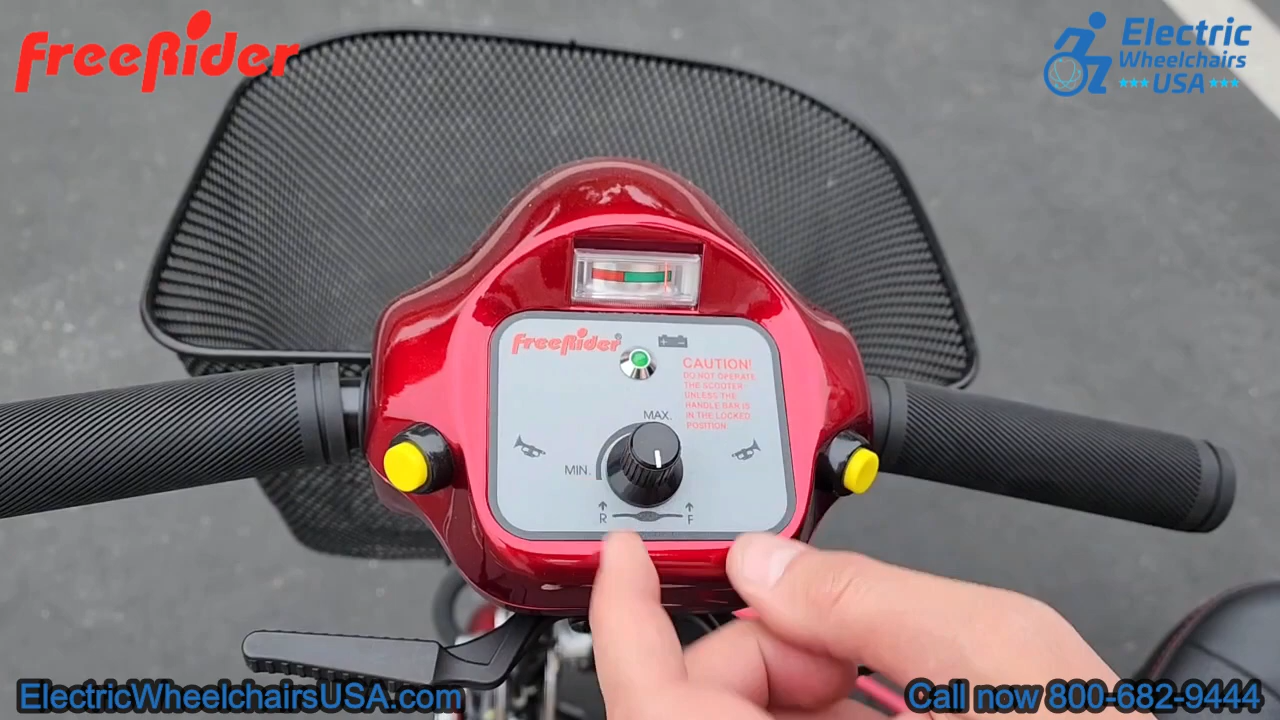 FreeRider
Electric
Wheelchairs
USA
FreeRider
CAUTION!
DO NOT OPERATE
THE SCOOTER
UNLESS THE
HANDLE BAR IS
IN THE LOCKED
POSITION.
MAX.
MIN.
R
F
ElectricWheelchairsUSA.com
Call now 800-682-9444